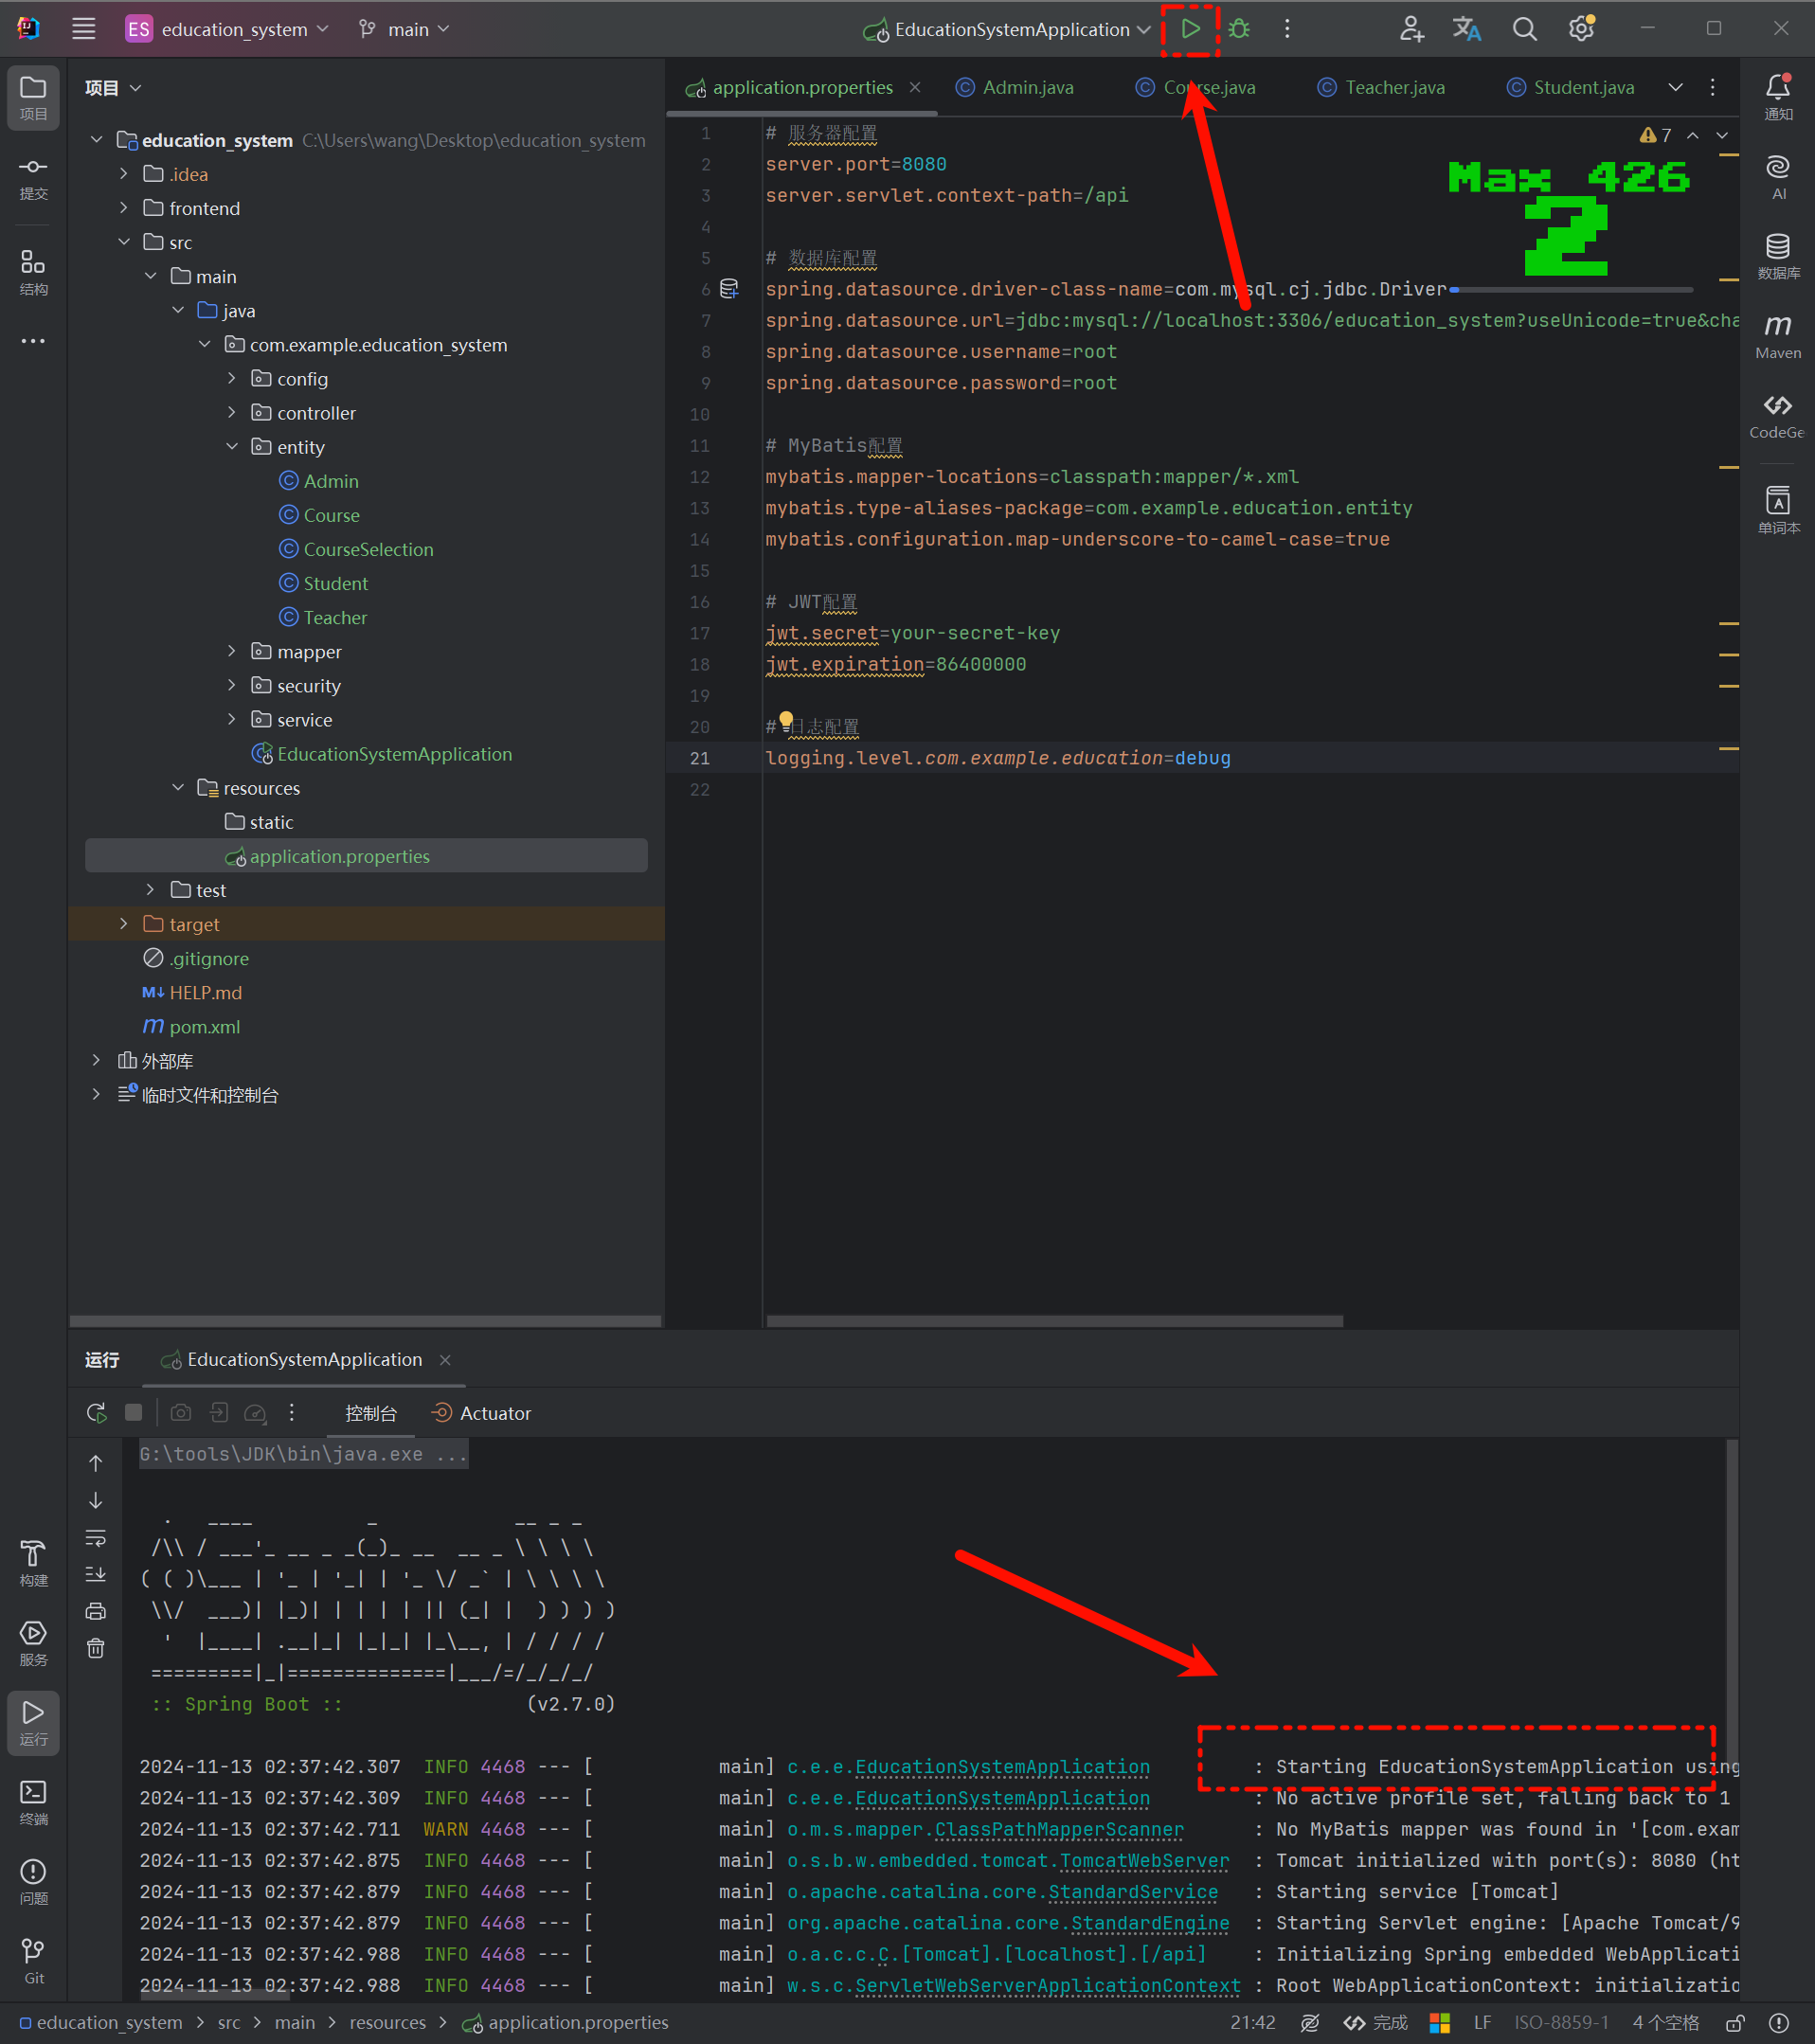 ES education_system main EducationSystemApplication
项目
提交
结构
项目
education_system C:\Users\wang\Desktop\education_system
.idea
frontend
src
main
java
com.example.education_system
config
controller
entity
Admin
Course
CourseSelection
Student
Teacher
mapper
security
service
EducationSystemApplication
resources
static
application.properties
test
target
.gitignore
HELP.md
pom.xml
外部库
临时文件和控制台
application.properties Admin.java Course.java Teacher.java Student.java
7
Max 426
2
1 # 服务器配置
2 server.port=8080
3 server.servlet.context-path=/api
4
5 # 数据库配置
6 spring.datasource.driver-class-name=com.mysql.cj.jdbc.Driver
7 spring.datasource.url=jdbc:mysql://localhost:3306/education_system?useUnicode=true&cha
8 spring.datasource.username=root
9 spring.datasource.password=root
10
11 # MyBatis配置
12 mybatis.mapper-locations=classpath:mapper/*.xml
13 mybatis.type-aliases-package=com.example.education.entity
14 mybatis.configuration.map-underscore-to-camel-case=true
15
16 # JWT配置
17 jwt.secret=your-secret-key
18 jwt.expiration=86400000
19
20 # 日志配置
21 logging.level.com.example.education=debug
22
通知
AI
数据库
Maven
CodeGe
单词本
运行 EducationSystemApplication
控制台 Actuator
G:\tools\JDK\bin\java.exe ...
  .   ____          _            __ _ _
 /\\ / ___'_ __ _ _(_)_ __  __ _ \ \ \ \
( ( )\___ | '_ | '_| | '_ \/ _` | \ \ \ \
 \\/  ___)| |_)| | | | | || (_| |  ) ) ) )
  '  |____| .__|_| |_|_| |_\__, | / / / /
 =========|_|==============|___/=/_/_/_/
 :: Spring Boot ::                (v2.7.0)
2024-11-13 02:37:42.307 INFO 4468 --- [ main] c.e.e.EducationSystemApplication : Starting EducationSystemApplication using
2024-11-13 02:37:42.309 INFO 4468 --- [ main] c.e.e.EducationSystemApplication : No active profile set, falling back to 1
2024-11-13 02:37:42.711 WARN 4468 --- [ main] o.m.s.mapper.ClassPathMapperScanner : No MyBatis mapper was found in '[com.exam
2024-11-13 02:37:42.875 INFO 4468 --- [ main] o.s.b.w.embedded.tomcat.TomcatWebServer : Tomcat initialized with port(s): 8080 (ht
2024-11-13 02:37:42.879 INFO 4468 --- [ main] o.apache.catalina.core.StandardService : Starting service [Tomcat]
2024-11-13 02:37:42.879 INFO 4468 --- [ main] org.apache.catalina.core.StandardEngine : Starting Servlet engine: [Apache Tomcat/9
2024-11-13 02:37:42.988 INFO 4468 --- [ main] o.a.c.c.C.[Tomcat].[localhost].[/api] : Initializing Spring embedded WebApplicati
2024-11-13 02:37:42.988 INFO 4468 --- [ main] w.s.c.ServletWebServerApplicationContext : Root WebApplicationContext: initializatio
构建
服务
运行
终端
问题
Git
education_system > src > main > resources > application.properties 21:42 完成 LF ISO-8859-1 4 个空格